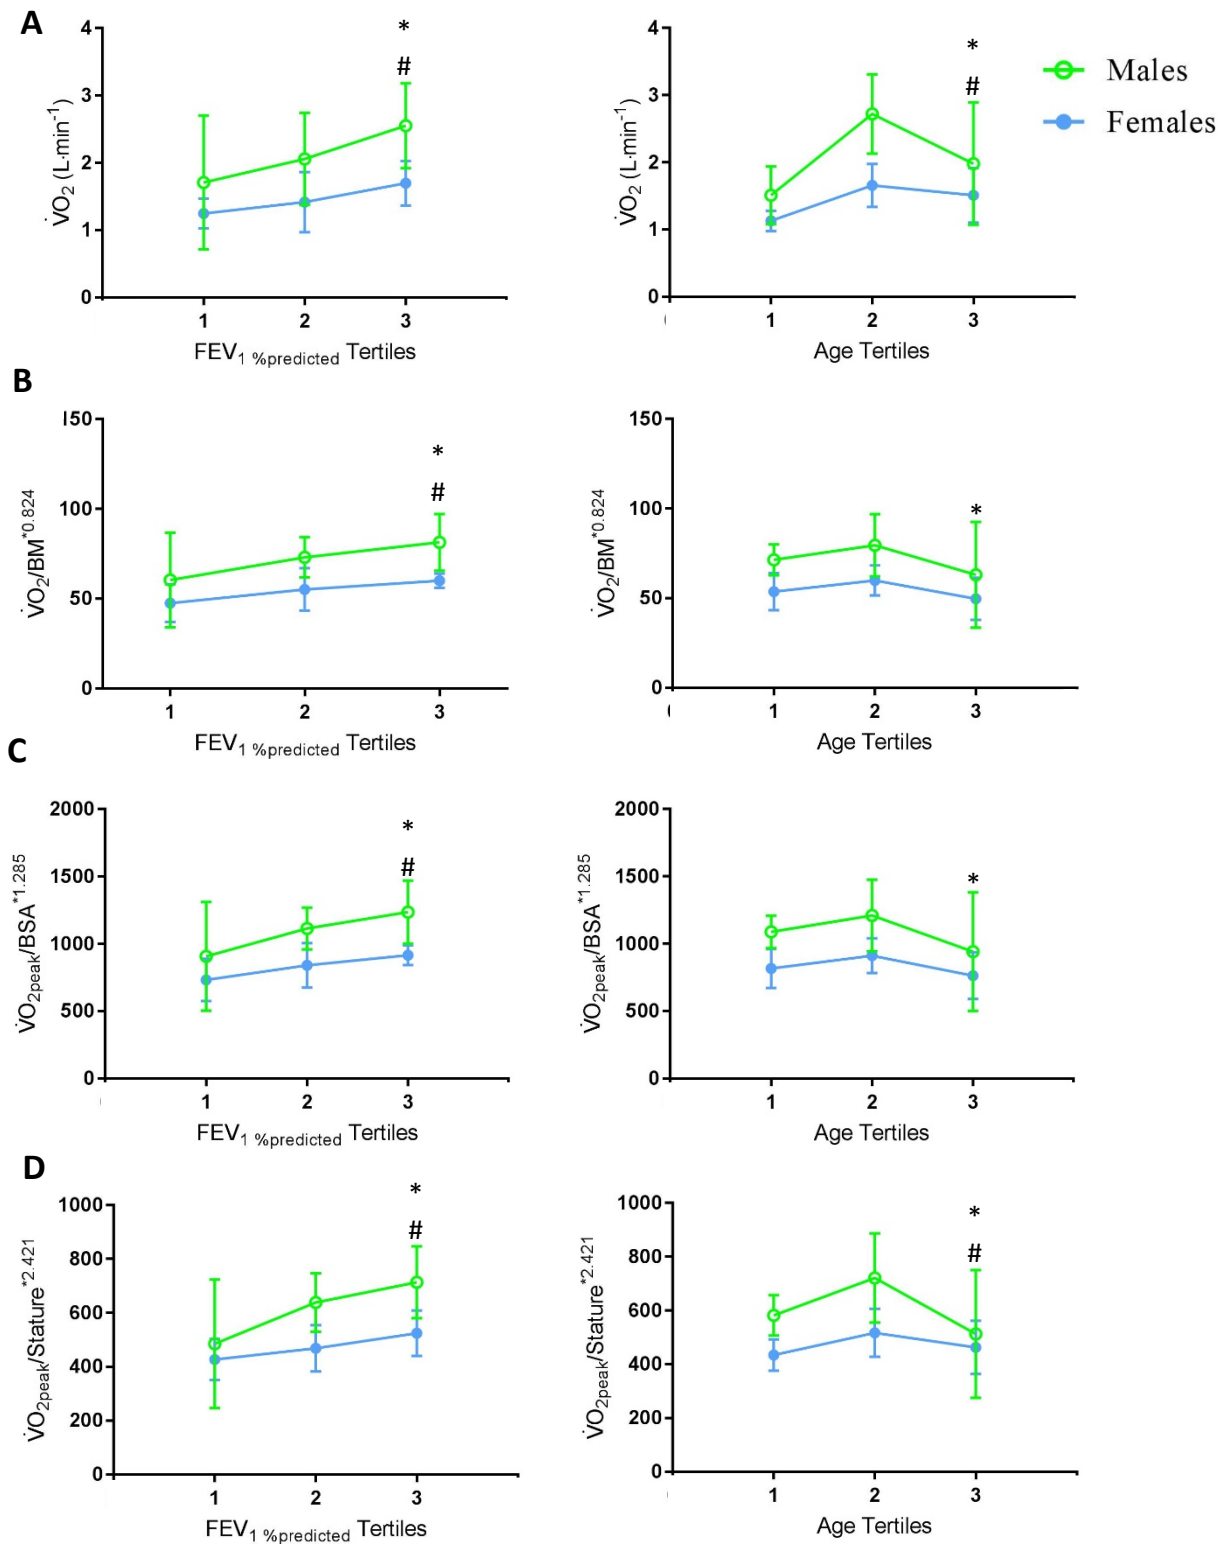 A
4
3
2
1
0
V̇O2 (L·min-1)
*
#
1 2 3
FEV1 %predicted Tertiles
4
3
2
1
0
V̇O2 (L·min-1)
*
#
1 2 3
Age Tertiles
Males
Females
B
150
100
50
0
V̇O2/BM*0.824
*
#
1 2 3
FEV1 %predicted Tertiles
150
100
50
0
V̇O2/BM*0.824
*
1 2 3
Age Tertiles
C
2000
1500
1000
500
0
V̇O2peak/BSA*1.285
*
#
1 2 3
FEV1 %predicted Tertiles
2000
1500
1000
500
0
V̇O2peak/BSA*1.285
*
1 2 3
Age Tertiles
D
1000
800
600
400
200
0
V̇O2peak/Stature*2.421
*
#
1 2 3
FEV1 %predicted Tertiles
1000
800
600
400
200
0
V̇O2peak/Stature*2.421
*
#
1 2 3
Age Tertiles